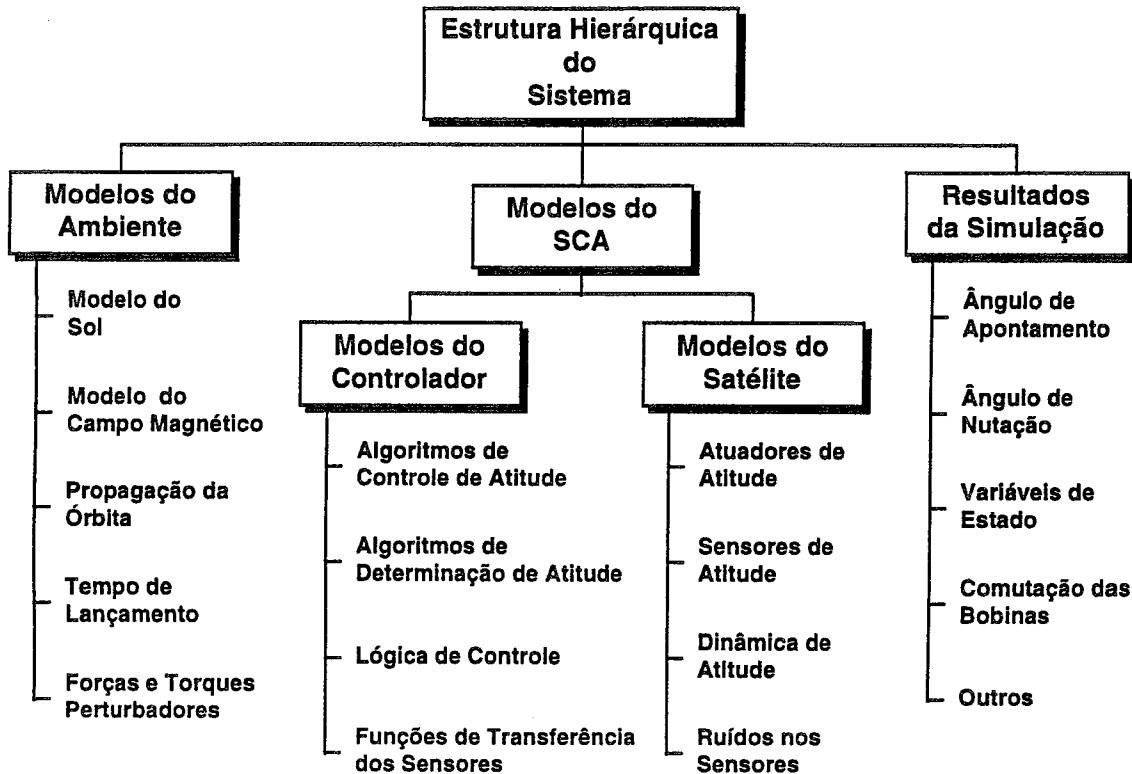 Estrutura Hierárquica
do
Sistema
Modelos do
Ambiente
Modelo do
Sol
Modelo do
Campo Magnético
Propagação da
Órbita
Tempo de
Lançamento
Forças e Torques
Perturbadores
Modelos do
SCA
Modelos do
Controlador
Algoritmos de
Controle de Atitude
Algoritmos de
Determinação de Atitude
Lógica de Controle
Funções de Transferência
dos Sensores
Modelos do
Satélite
Atuadores de
Atitude
Sensores de
Atitude
Dinâmica de
Atitude
Ruídos nos
Sensores
Resultados
da Simulação
Ângulo de
Apontamento
Ângulo de
Nutação
Variáveis de
Estado
Comutação das
Bobinas
Outros